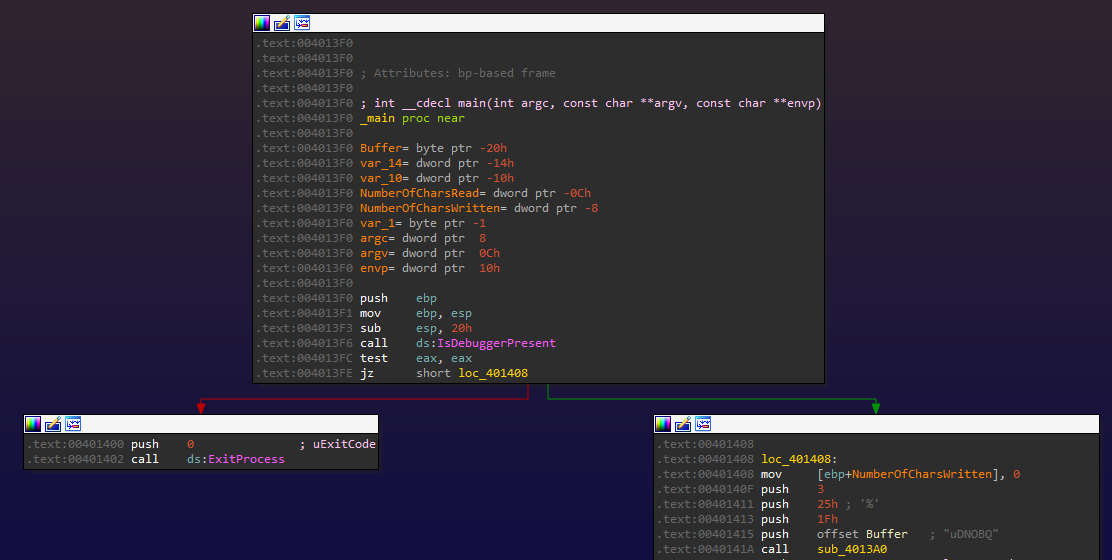 .text:004013F0
.text:004013F0
.text:004013F0 ; Attributes: bp-based frame
.text:004013F0
.text:004013F0 ; int __cdecl main(int argc, const char **argv, const char **envp)
.text:004013F0 _main proc near
.text:004013F0
.text:004013F0 Buffer= byte ptr -20h
.text:004013F0 var_14= dword ptr -14h
.text:004013F0 var_10= dword ptr -10h
.text:004013F0 NumberOfCharsRead= dword ptr -0Ch
.text:004013F0 NumberOfCharsWritten= dword ptr -8
.text:004013F0 var_1= byte ptr -1
.text:004013F0 argc= dword ptr  8
.text:004013F0 argv= dword ptr  0Ch
.text:004013F0 envp= dword ptr  10h
.text:004013F0
.text:004013F0 push    ebp
.text:004013F1 mov     ebp, esp
.text:004013F3 sub     esp, 20h
.text:004013F6 call    ds:IsDebuggerPresent
.text:004013FC test    eax, eax
.text:004013FE jz      short loc_401408
.text:00401400 push    0               ; uExitCode
.text:00401402 call    ds:ExitProcess
.text:00401408
.text:00401408 loc_401408:
.text:00401408 mov     [ebp+NumberOfCharsWritten], 0
.text:0040140F push    3
.text:00401411 push    25h ; '%'
.text:00401413 push    1Fh
.text:00401415 push    offset Buffer   ; "uDNOBQ"
.text:0040141A call    sub_4013A0